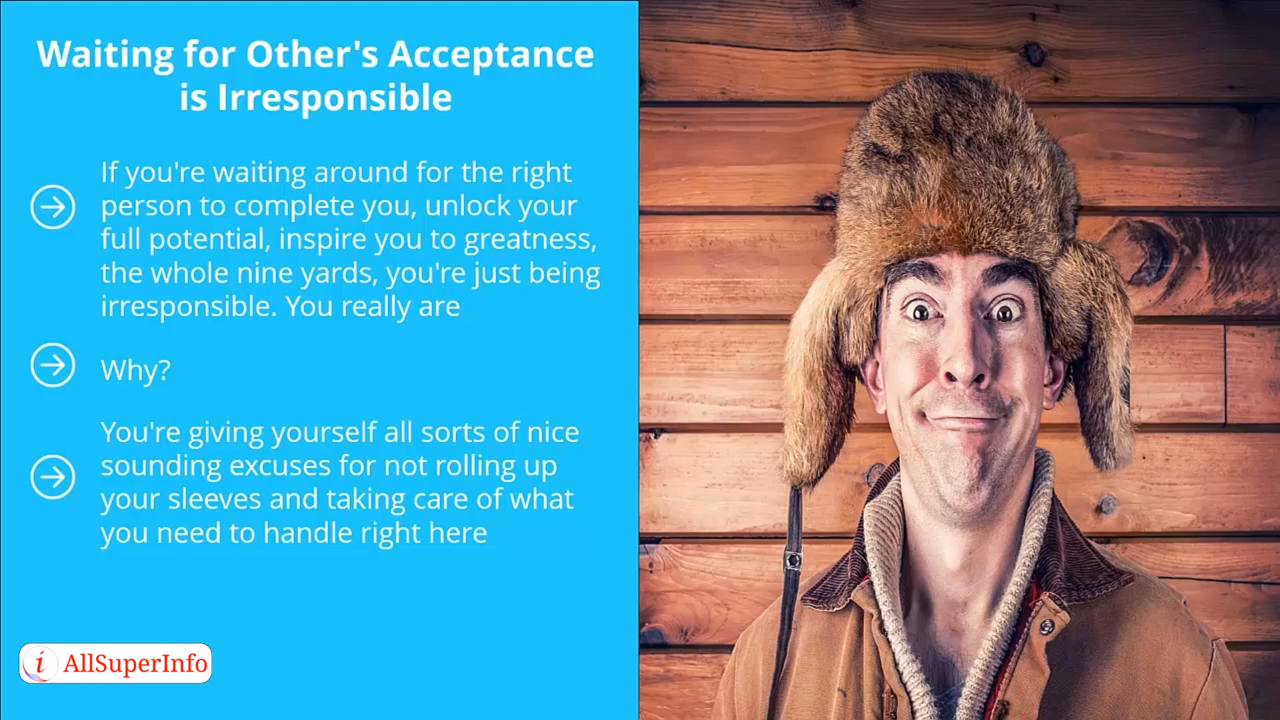 Waiting for Other's Acceptance
is Irresponsible
If you're waiting around for the right
person to complete you, unlock your
full potential, inspire you to greatness,
the whole nine yards, you're just being
irresponsible. You really are
Why?
You're giving yourself all sorts of nice
sounding excuses for not rolling up
your sleeves and taking care of what
you need to handle right here
i AllSuperInfo